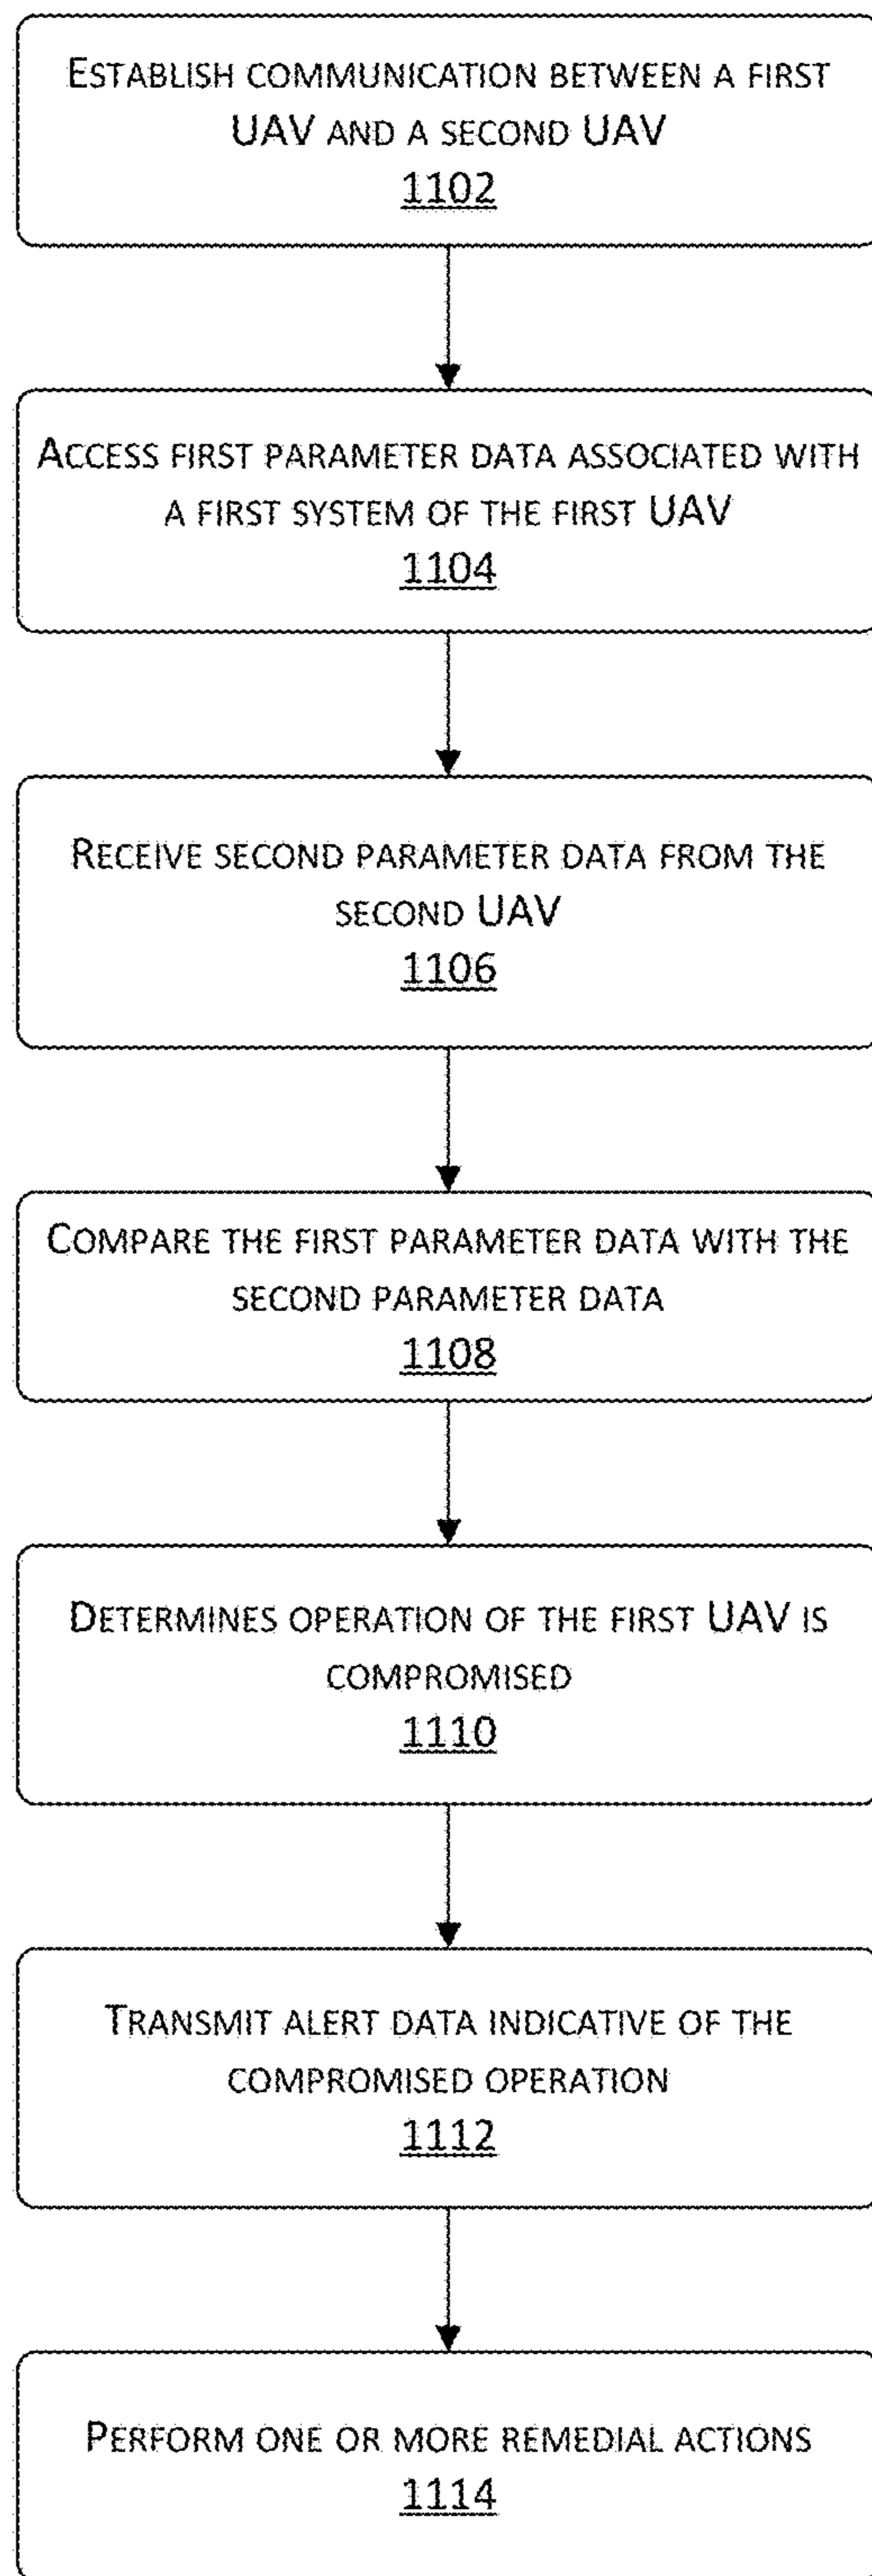 ESTABLISH COMMUNICATION BETWEEN A FIRST
UAV AND A SECOND UAV
1102
ACCESS FIRST PARAMETER DATA ASSOCIATED WITH
A FIRST SYSTEM OF THE FIRST UAV
1104
RECEIVE SECOND PARAMETER DATA FROM THE
SECOND UAV
1106
COMPARE THE FIRST PARAMETER DATA WITH THE
SECOND PARAMETER DATA
1108
DETERMINES OPERATION OF THE FIRST UAV IS
COMPROMISED
1110
TRANSMIT ALERT DATA INDICATIVE OF THE
COMPROMISED OPERATION
1112
PERFORM ONE OR MORE REMEDIAL ACTIONS
1114